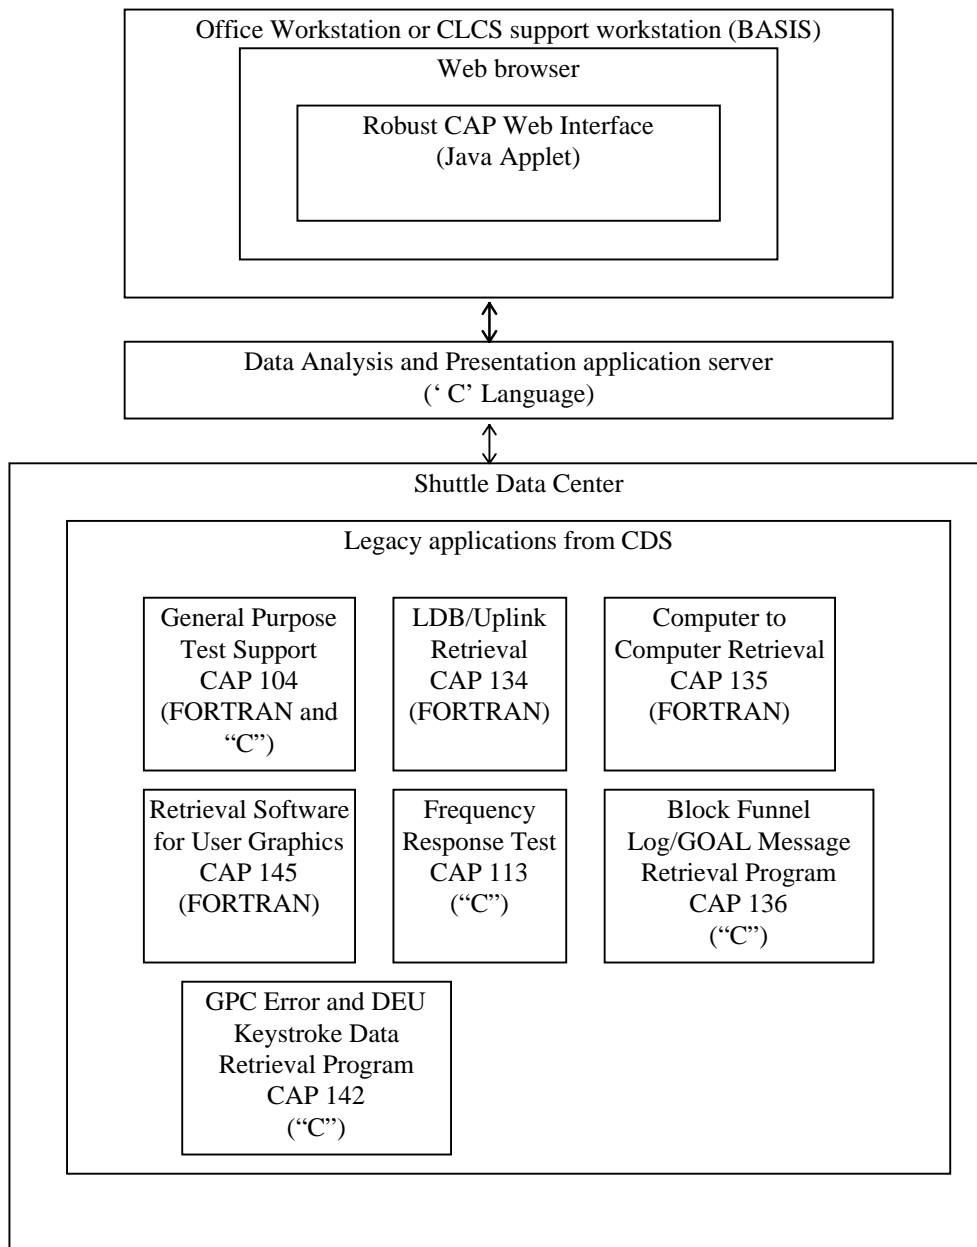 Office Workstation or CLCS support workstation (BASIS)
Web browser
Robust CAP Web Interface
(Java Applet)
Data Analysis and Presentation application server
(‘ C’ Language)
Shuttle Data Center
Legacy applications from CDS
General Purpose
Test Support
CAP 104
(FORTRAN and
“C”)
LDB/Uplink
Retrieval
CAP 134
(FORTRAN)
Computer to
Computer Retrieval
CAP 135
(FORTRAN)
Retrieval Software
for User Graphics
CAP 145
(FORTRAN)
Frequency
Response Test
CAP 113
(“C”)
Block Funnel
Log/GOAL Message
Retrieval Program
CAP 136
(“C”)
GPC Error and DEU
Keystroke Data
Retrieval Program
CAP 142
(“C”)